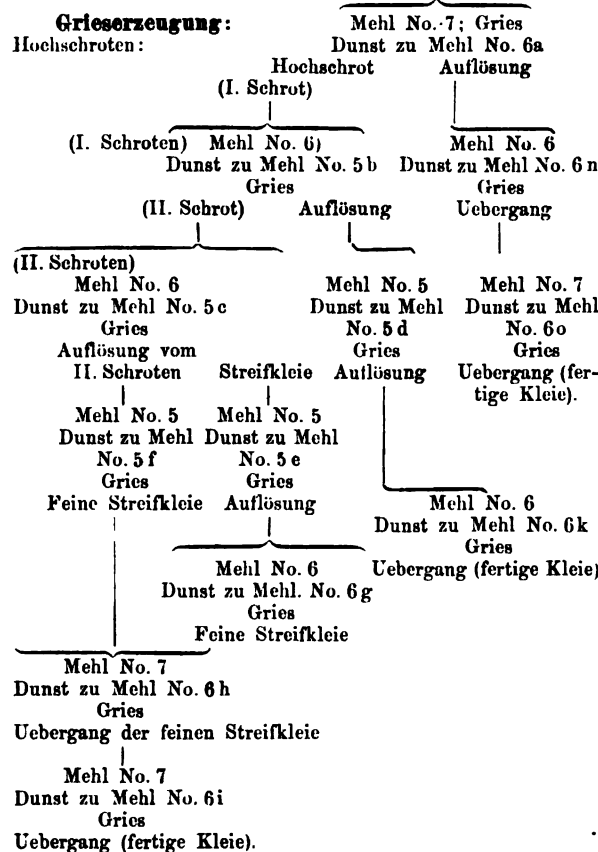 Grieserzeugung:
Mehl No. 7; Gries
Hochschroten:
Dunst zu Mehl No. 6a
Hochschrot Auflösung
(I. Schrot)
(I. Schroten) Mehl No. 6)
Dunst zu Mehl No. 5b
Gries
(II. Schrot) Auflösung
Mehl No. 6
Dunst zu Mehl No. 6n
Gries
Uebergang
(II. Schroten)
Mehl No. 6
Dunst zu Mehl No. 5c
Gries
Auflösung vom
II. Schroten
Streifkleie
Mehl No. 5
Dunst zu Mehl
No. 5d
Gries
Auflösung
Mehl No. 7
Dunst zu Mehl
No. 6o
Gries
Uebergang (fer-
tige Kleie).
Mehl No. 5
Dunst zu Mehl
No. 5f
Gries
Feine Streifkleie
Mehl No. 5
Dunst zu Mehl
No. 5e
Gries
Auflösung
Mehl No. 6
Dunst zu Mehl No. 6k
Gries
Uebergang (fertige Kleie)
Mehl No. 6
Dunst zu Mehl. No. 6g
Gries
Feine Streifkleie
Mehl No. 7
Dunst zu Mehl No. 6h
Gries
Uebergang der feinen Streifkleie
Mehl No. 7
Dunst zu Mehl No. 6i
Gries
Uebergang (fertige Kleie).